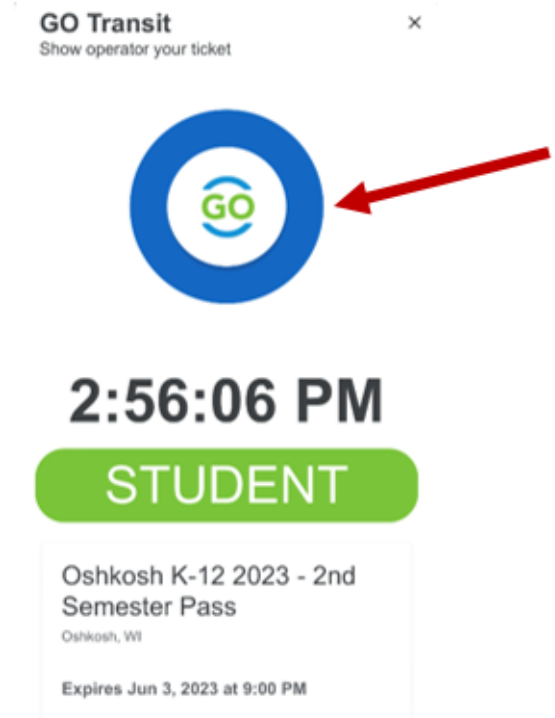 GO Transit
×
Show operator your ticket
GO
2:56:06 PM
STUDENT
Oshkosh K-12 2023 - 2nd
Semester Pass
Oshkosh, WI
Expires Jun 3, 2023 at 9:00 PM